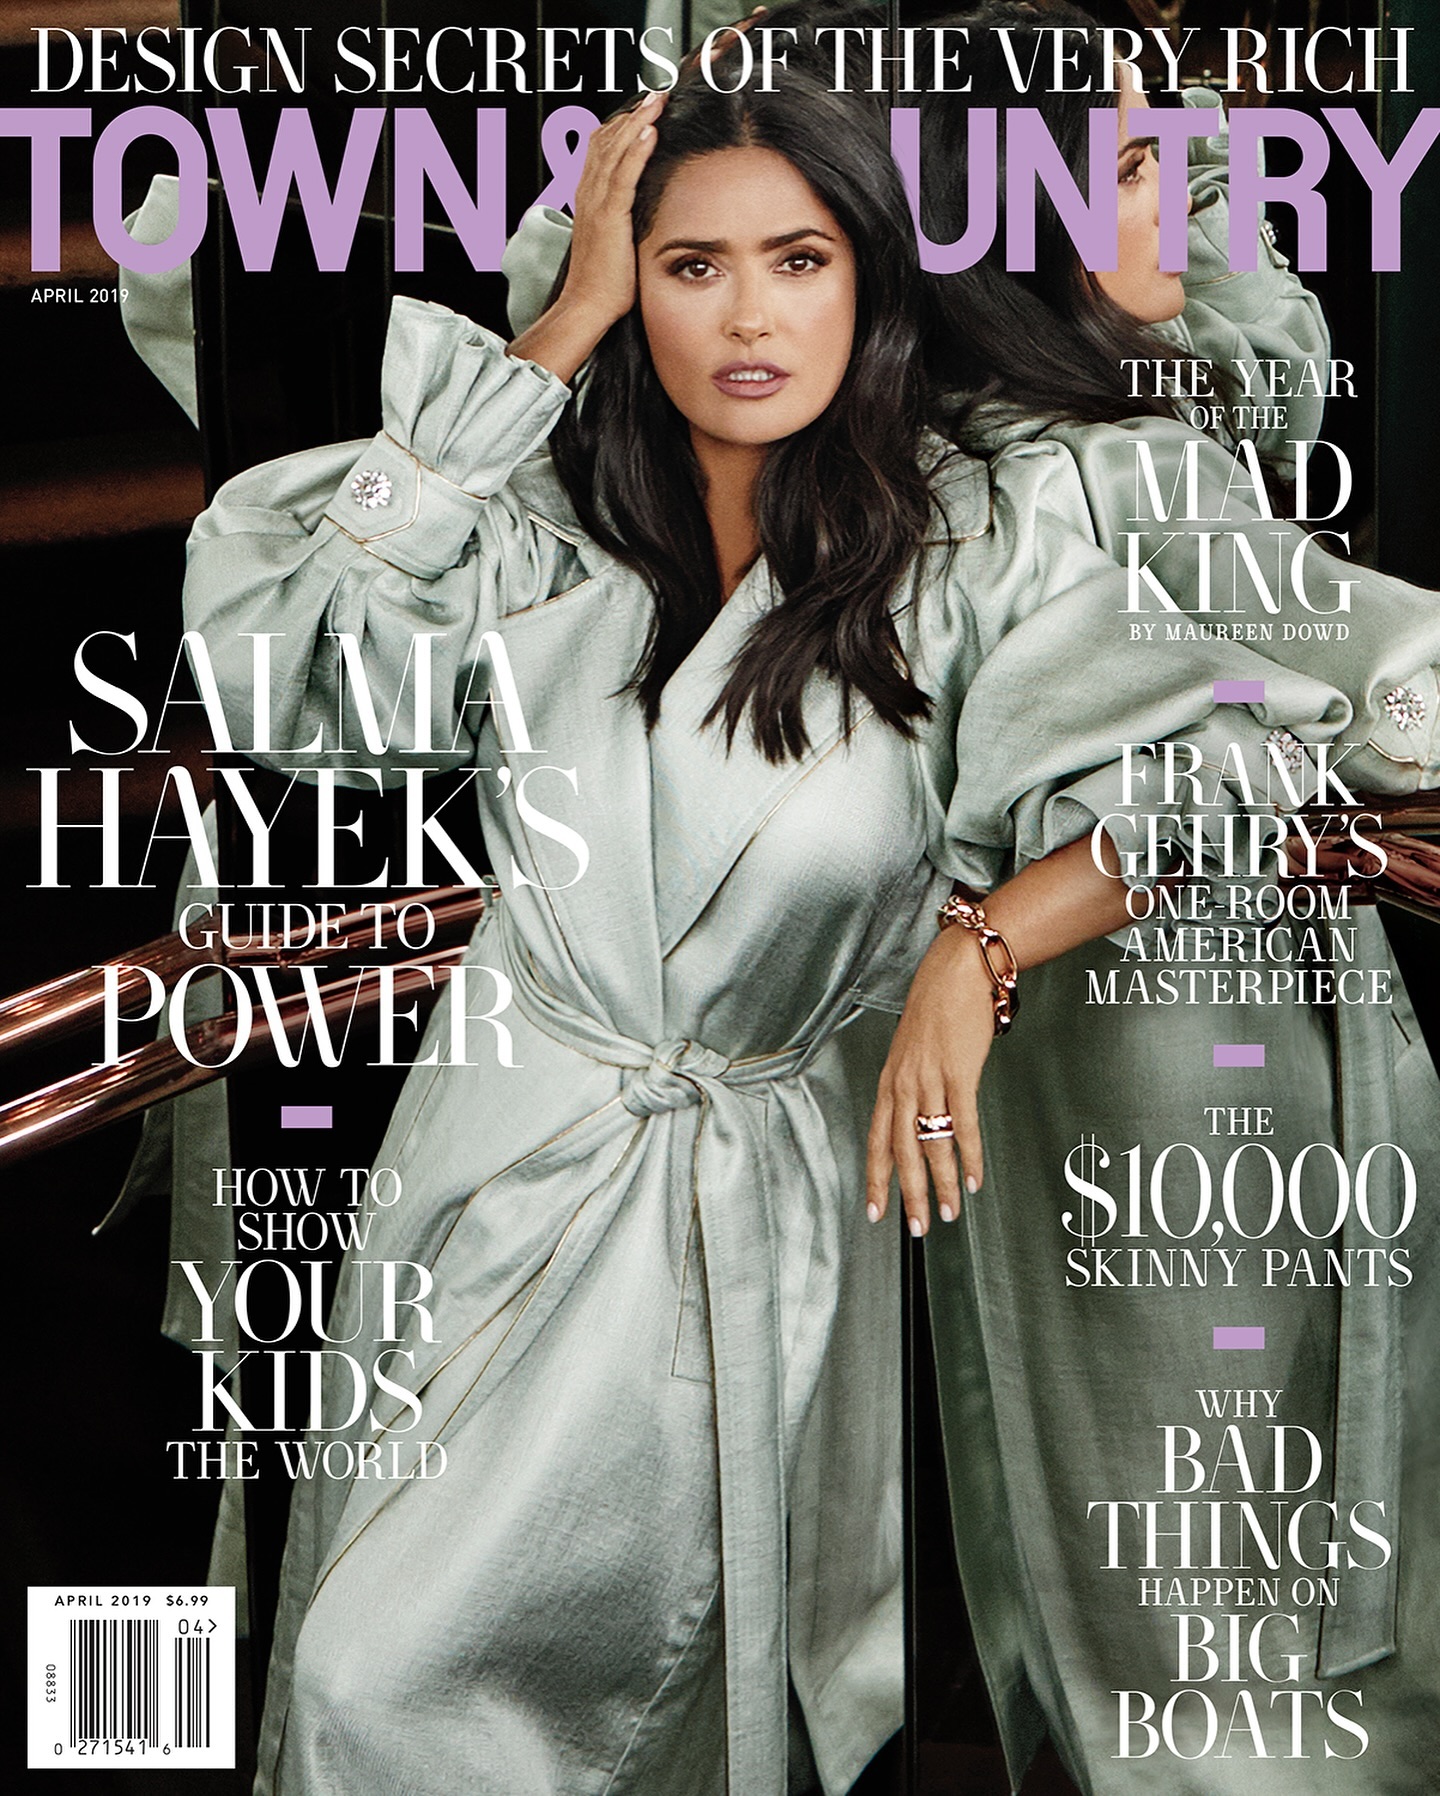 DESIGN SECRETS OF THE VERY RICH
TOWN & UNTRY
APRIL 2019
SALMA
HAYEK'S
GUIDE TO
POWER
HOW TO
SHOW
YOUR
KIDS
THE WORLD
THE YEAR
OF THE
MAD
KING
BY MAUREEN DOWD
FRANK
GEHRY'S
ONE-ROOM
AMERICAN
MASTERPIECE
THE
$10,000
SKINNY PANTS
WHY
BAD
THINGS
HAPPEN ON
BIG
BOATS
APRIL 2019 $6.99
04>
08833
0 271541 6